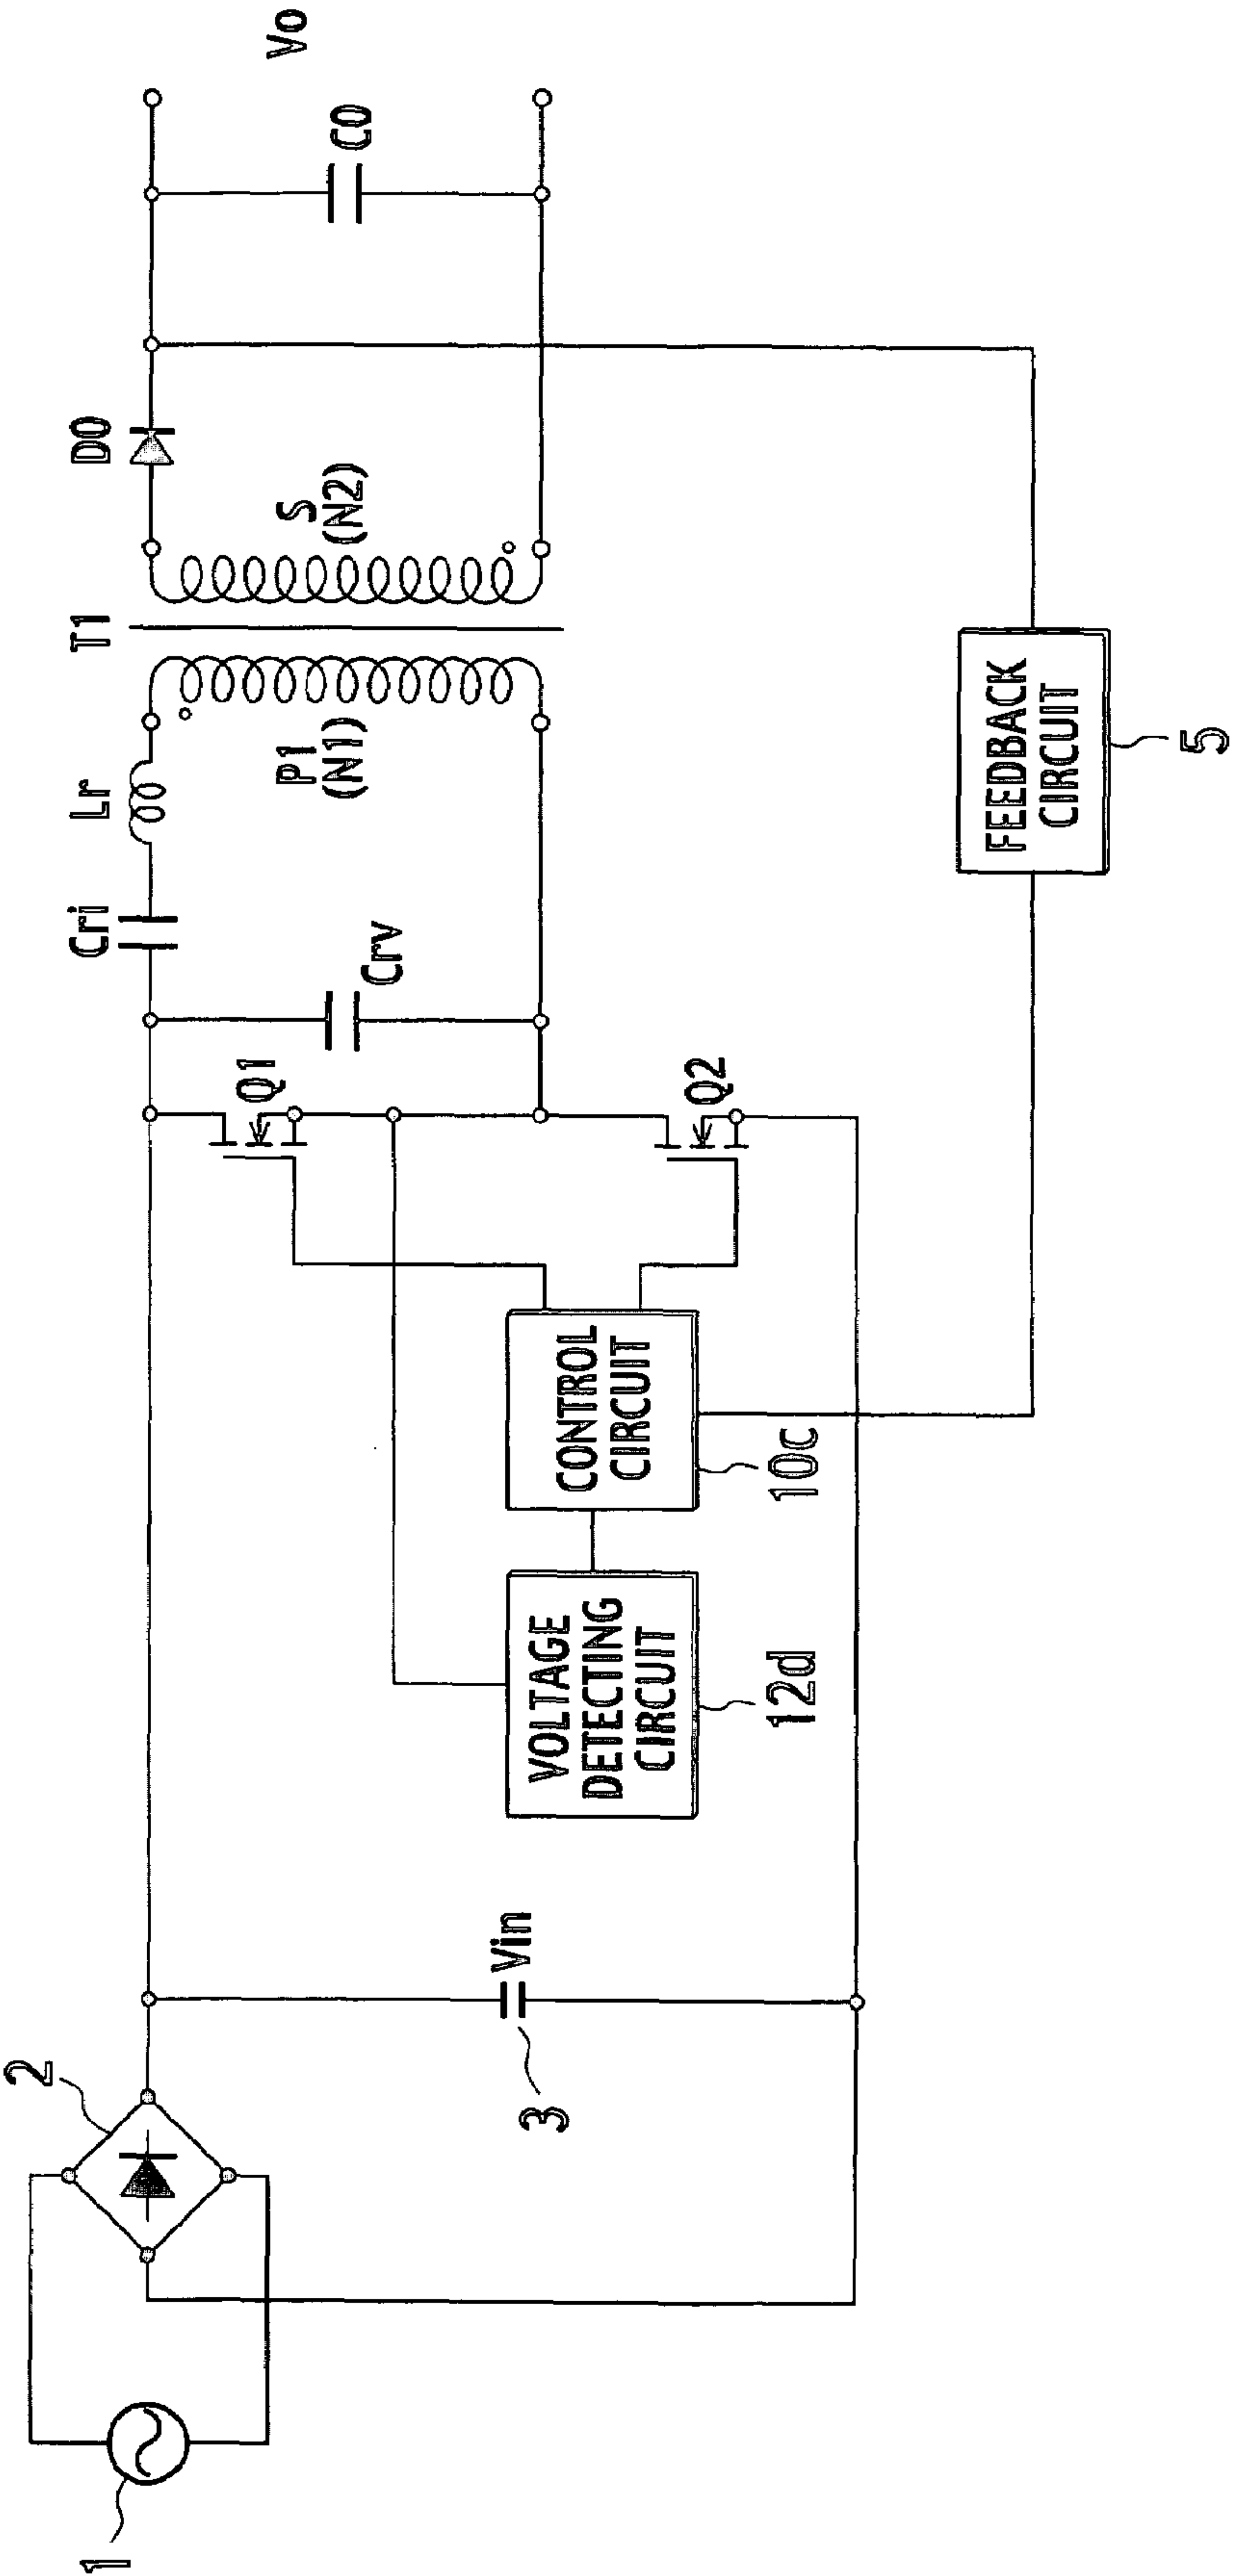 1
2
3
Vin
VOLTAGE
DETECTING
CIRCUIT
12d
CONTROL
CIRCUIT
10c
Q1
Q2
Crv
Cri
Lr
P1
(N1)
T1
S
(N2)
D0
C0
Vo
FEEDBACK
CIRCUIT
5